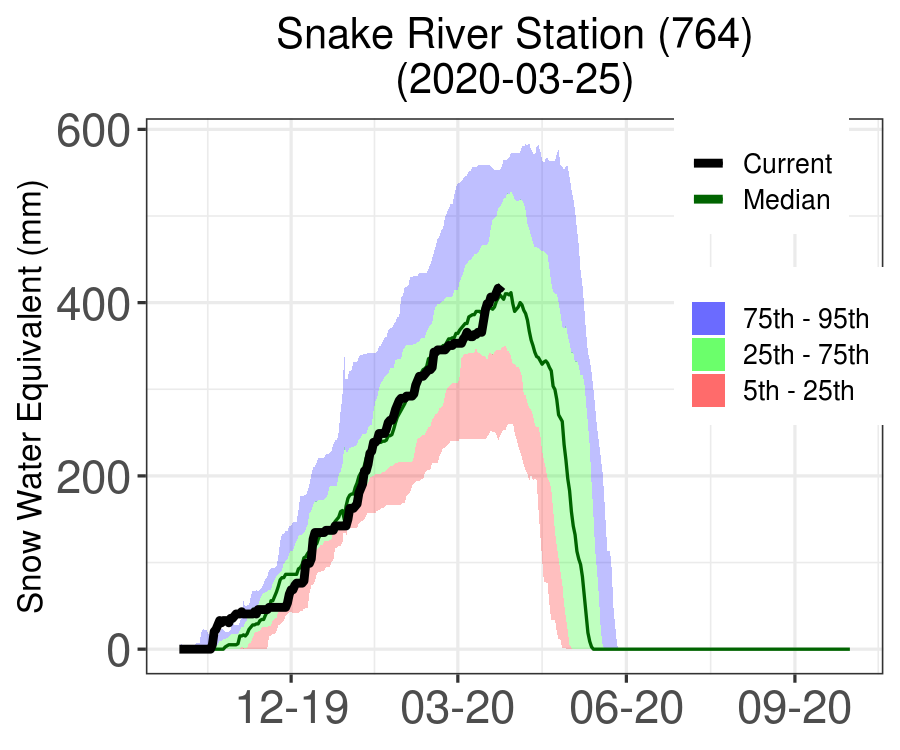 Snake River Station (764)
(2020-03-25)
Snow Water Equivalent (mm)
600
400
200
0
12-19
03-20
06-20
09-20
Current
Median
75th - 95th
25th - 75th
5th - 25th